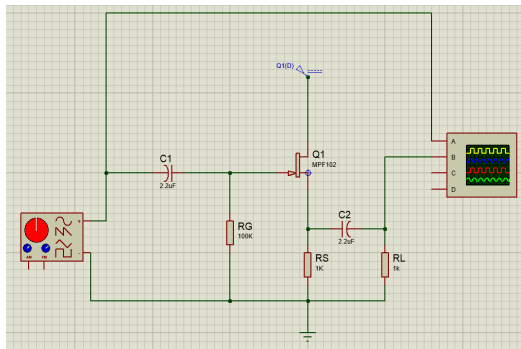 Q1(D)
A
B
C
D
Q1
MPF102
C1
2.2uF
C2
2.2uF
RG
100K
RS
1K
RL
1k
+
-
AM
FM